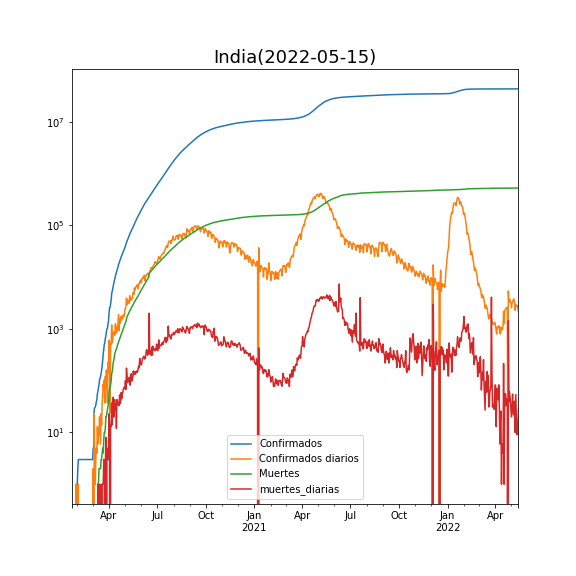 India(2022-05-15)
10^7
10^5
10^3
10^1
Confirmados
Confirmados diarios
Muertes
muertes_diarias
Apr Jul Oct Jan Apr Jul Oct Jan Apr
2021 2022